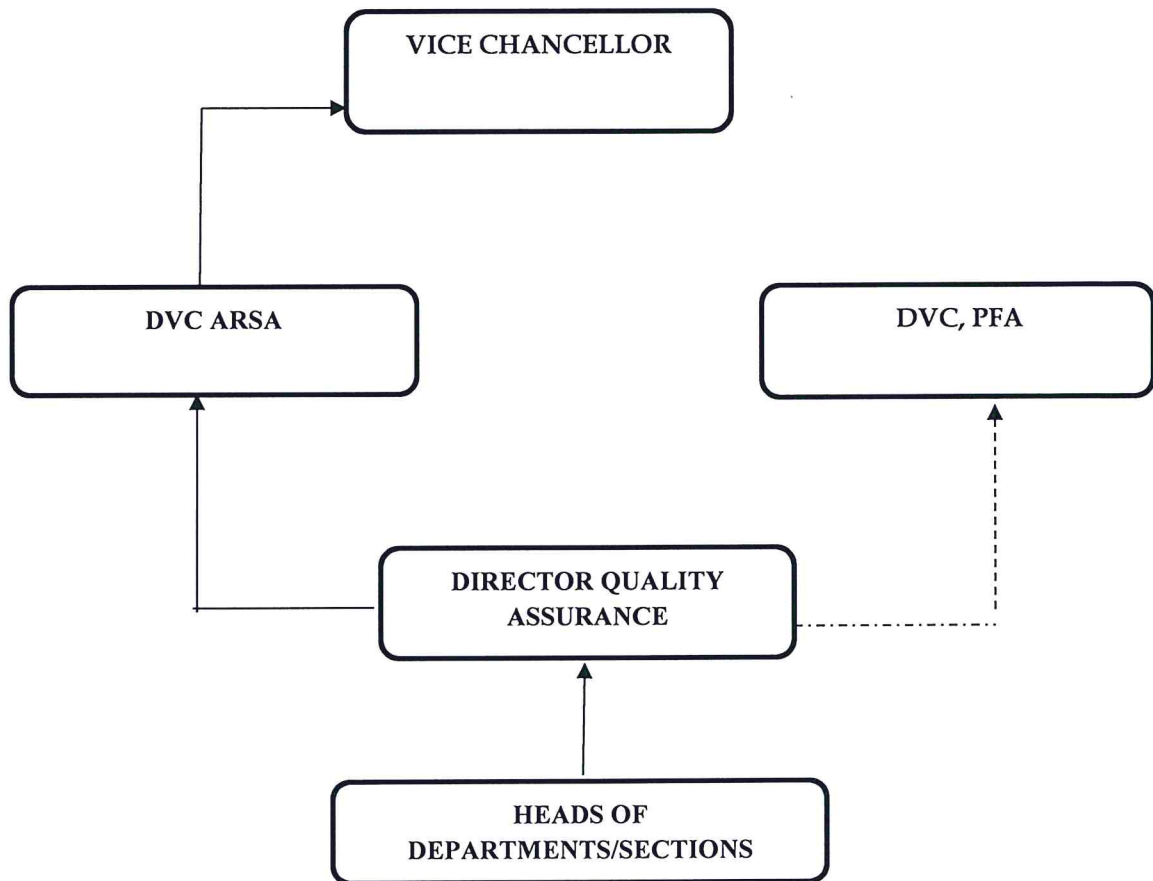 VICE CHANCELLOR
DVC ARSA
DVC, PFA
DIRECTOR QUALITY
ASSURANCE
HEADS OF
DEPARTMENTS/SECTIONS